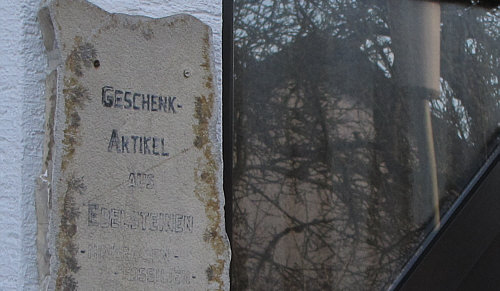 GESCHENK-
ARTIKEL
AUS
EDELSTEINEN